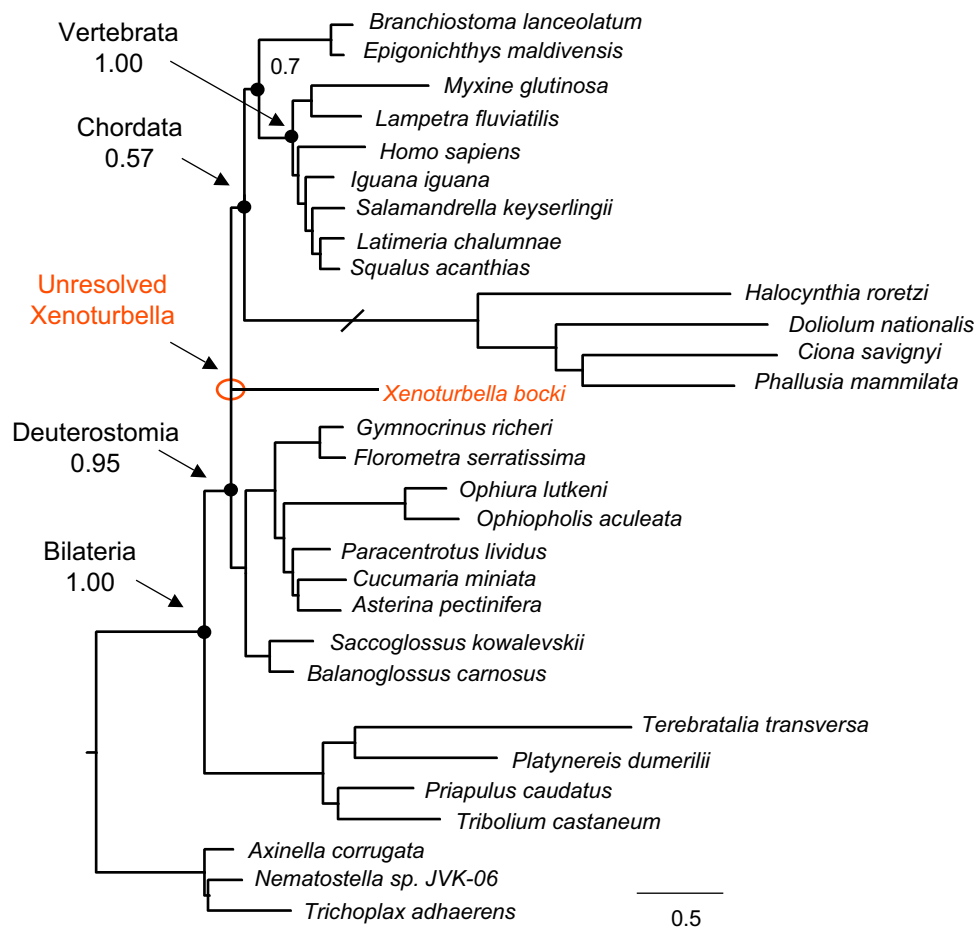 Branchiostoma lanceolatum
Vertebrata
1.00
Epigonichthys maldivensis
0.7
Myxine glutinosa
Lampetra fluviatilis
Chordata
0.57
Homo sapiens
Iguana iguana
Salamandrella keyserlingii
Latimeria chalumnae
Squalus acanthias
Unresolved
Xenoturbella
Halocynthia roretzi
Doliolum nationalis
Ciona savignyi
Phallusia mammilata
Xenoturbella bocki
Deuterostomia
0.95
Gymnocrinus richeri
Florometra serratissima
Ophiura lutkeni
Ophiopholis aculeata
Bilateria
1.00
Paracentrotus lividus
Cucumaria miniata
Asterina pectinifera
Saccoglossus kowalevskii
Balanoglossus carnosus
Terebratalia transversa
Platynereis dumerilii
Priapulus caudatus
Tribolium castaneum
Axinella corrugata
Nematostella sp. JVK-06
Trichoplax adhaerens
0.5